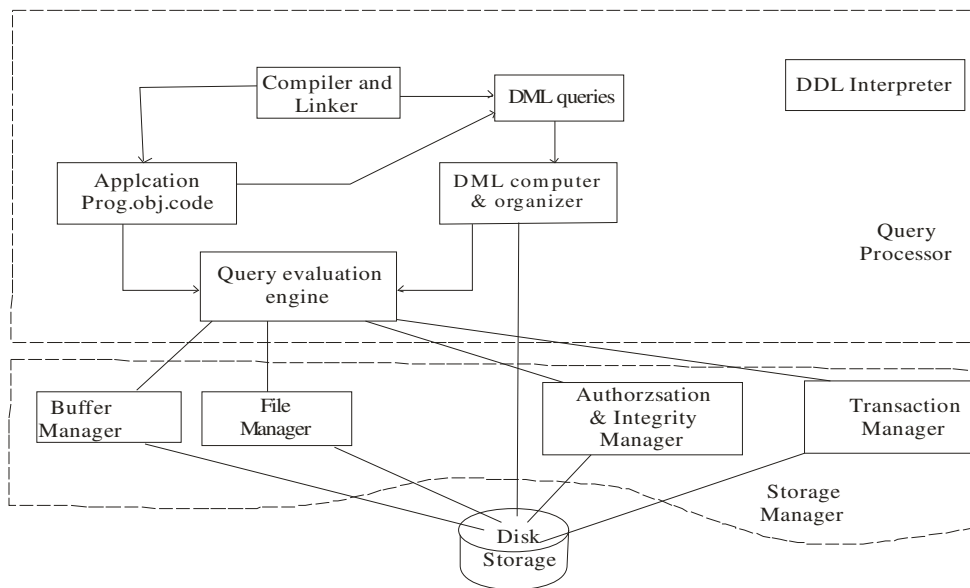 Compiler and
Linker
DML queries
DDL Interpreter
Applcation
Prog.obj.code
DML computer
& organizer
Query
Processor
Query evaluation
engine
Buffer
Manager
File
Manager
Authorzsation
& Integrity
Manager
Transaction
Manager
Storage
Manager
Disk
Storage